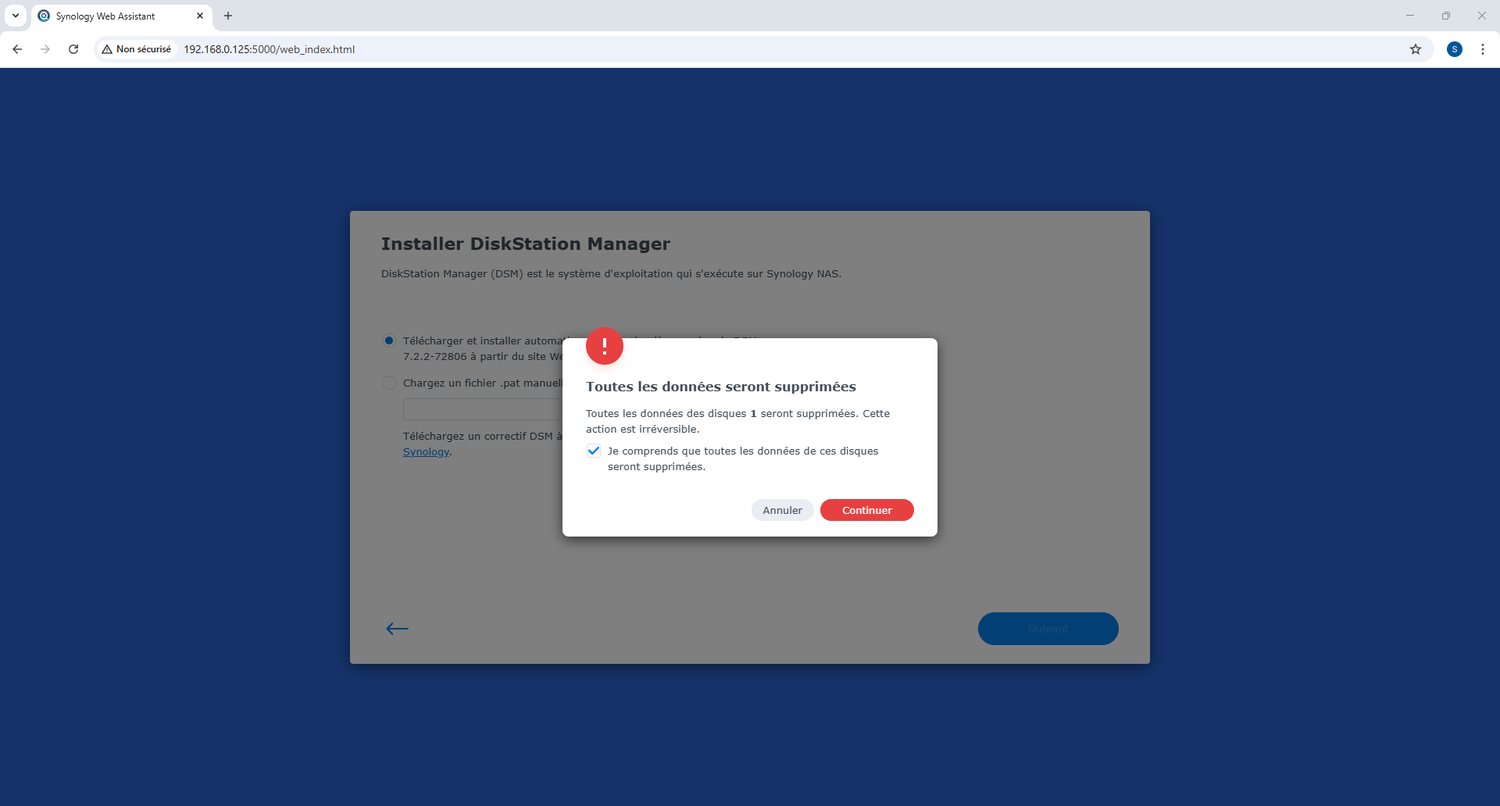 Synology Web Assistant
Non sécurisé
192.168.0.125:5000/web_index.html
S
Installer DiskStation Manager
DiskStation Manager (DSM) est le système d'exploitation qui s'exécute sur Synology NAS.
Télécharger et installer
7.2.2-72806 à partir du site
Chargez un fichier .pat
Téléchargez un correctif DSM à
Synology.
!
Toutes les données seront supprimées
Toutes les données des disques 1 seront supprimées. Cette
action est irréversible.
Je comprends que toutes les données de ces disques
seront supprimées.
Annuler
Continuer
Suivant